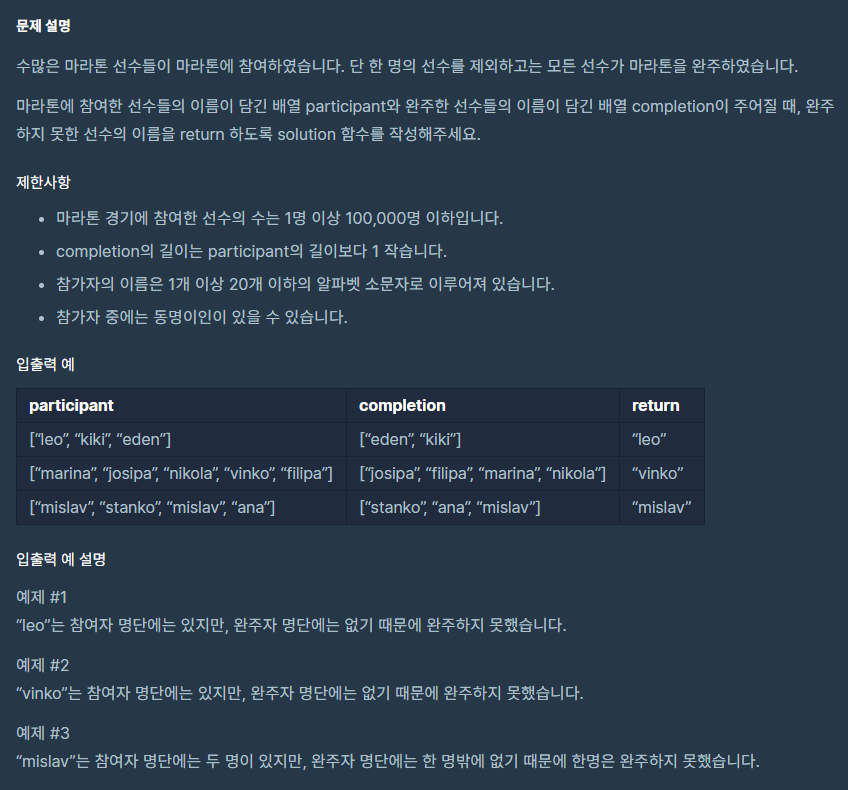 문제 설명
수많은 마라톤 선수들이 마라톤에 참여하였습니다. 단 한 명의 선수를 제외하고는 모든 선수가 마라톤을 완주하였습니다.
마라톤에 참여한 선수들의 이름이 담긴 배열 participant와 완주한 선수들의 이름이 담긴 배열 completion이 주어질 때, 완주
하지 못한 선수의 이름을 return 하도록 solution 함수를 작성해주세요.
제한사항
• 마라톤 경기에 참여한 선수의 수는 1명 이상 100,000명 이하입니다.
• completion의 길이는 participant의 길이보다 1 작습니다.
• 참가자의 이름은 1개 이상 20개 이하의 알파벳 소문자로 이루어져 있습니다.
• 참가자 중에는 동명이인이 있을 수 있습니다.
입출력 예
participant completion return
[“leo”, “kiki”, “eden”] [“eden”, “kiki”] “leo”
[“marina”, “josipa”, “nikola”, “vinko”, “filipa”] [“josipa”, “filipa”, “marina”, “nikola”] “vinko”
[“mislav”, “stanko”, “mislav”, “ana”] [“stanko”, “ana”, “mislav”] “mislav”
입출력 예 설명
예제 #1
“leo”는 참여자 명단에는 있지만, 완주자 명단에는 없기 때문에 완주하지 못했습니다.
예제 #2
“vinko”는 참여자 명단에는 있지만, 완주자 명단에는 없기 때문에 완주하지 못했습니다.
예제 #3
“mislav”는 참여자 명단에는 두 명이 있지만, 완주자 명단에는 한 명밖에 없기 때문에 한명은 완주하지 못했습니다.